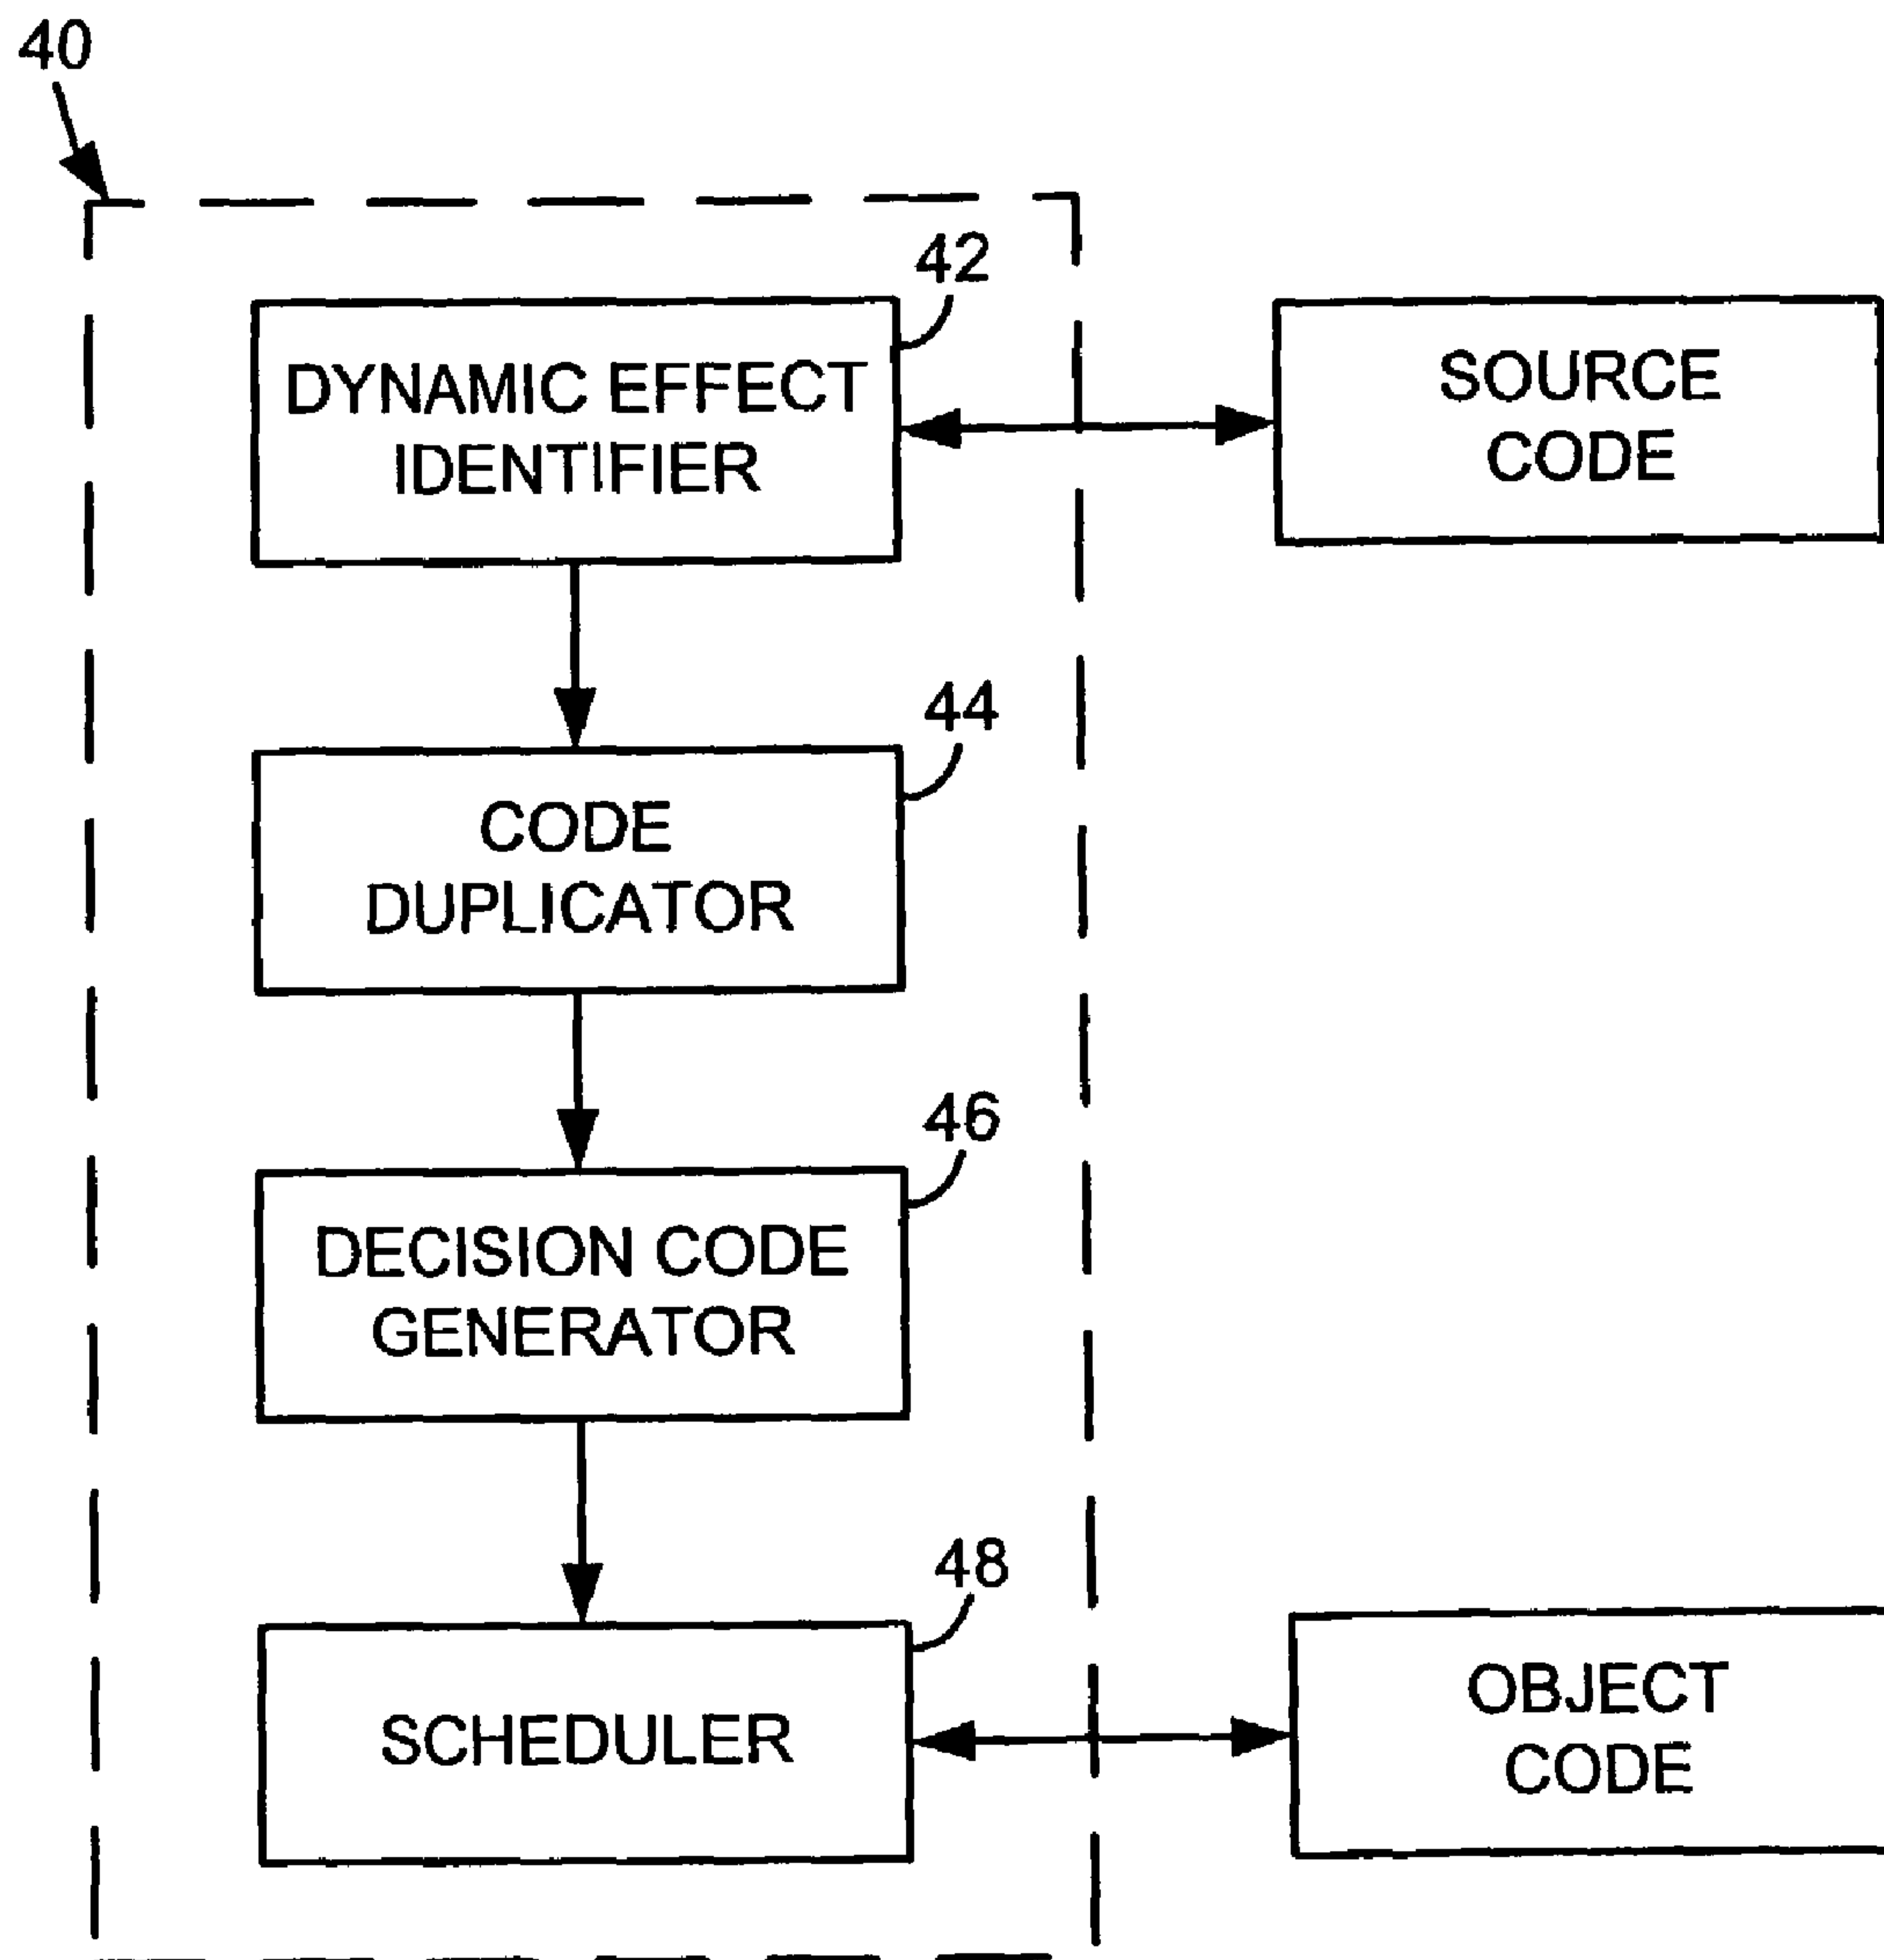 40
42
DYNAMIC EFFECT
IDENTIFIER
SOURCE
CODE
44
CODE
DUPLICATOR
46
DECISION CODE
GENERATOR
48
SCHEDULER
OBJECT
CODE